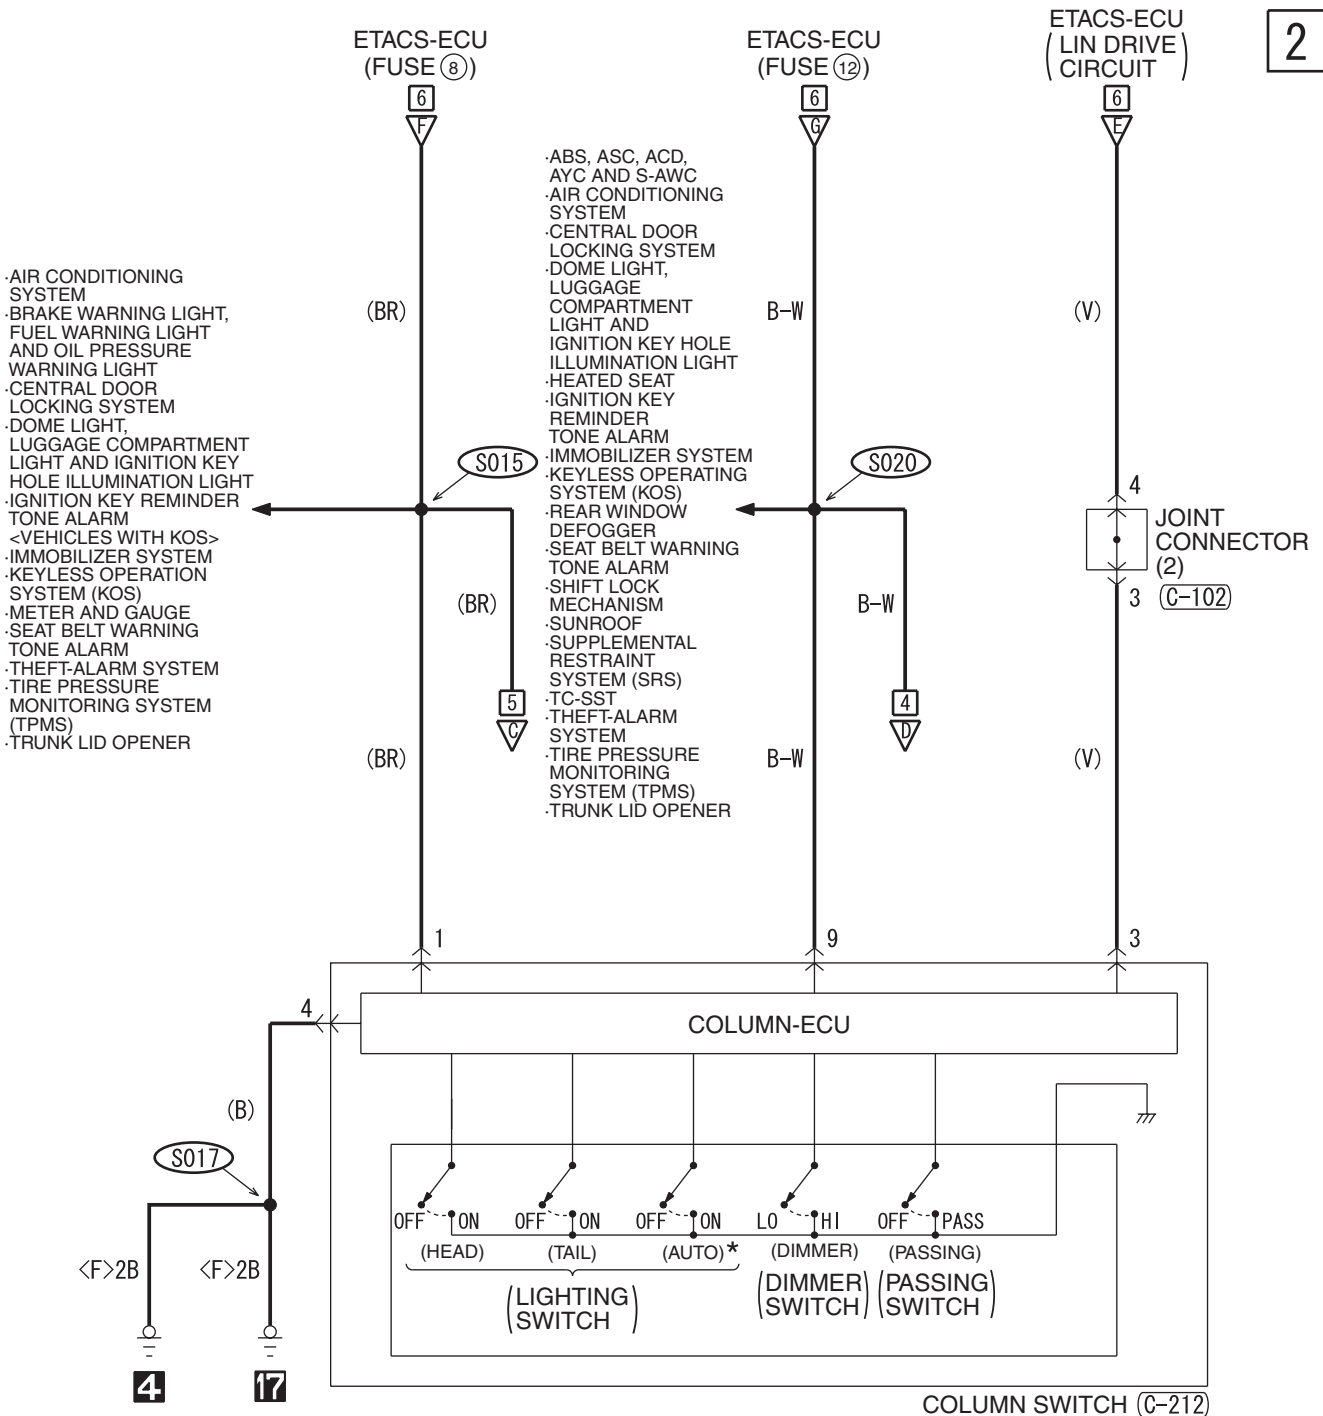 2
ETACS-ECU
(FUSE ⑧)
6
F
ETACS-ECU
(FUSE ⑫)
6
G
ETACS-ECU
(LIN DRIVE
CIRCUIT)
6
E
·AIR CONDITIONING
SYSTEM
·BRAKE WARNING LIGHT,
FUEL WARNING LIGHT
AND OIL PRESSURE
WARNING LIGHT
·CENTRAL DOOR
LOCKING SYSTEM
·DOME LIGHT,
LUGGAGE COMPARTMENT
LIGHT AND IGNITION KEY
HOLE ILLUMINATION LIGHT
·IGNITION KEY REMINDER
TONE ALARM
<VEHICLES WITH KOS>
·IMMOBILIZER SYSTEM
·KEYLESS OPERATION
SYSTEM (KOS)
·METER AND GAUGE
·SEAT BELT WARNING
TONE ALARM
·THEFT-ALARM SYSTEM
·TIRE PRESSURE
MONITORING SYSTEM
(TPMS)
·TRUNK LID OPENER
(BR)
S015
(BR)
5
C
(BR)
·ABS, ASC, ACD,
AYC AND S-AWC
·AIR CONDITIONING
SYSTEM
·CENTRAL DOOR
LOCKING SYSTEM
·DOME LIGHT,
LUGGAGE
COMPARTMENT
LIGHT AND
IGNITION KEY HOLE
ILLUMINATION LIGHT
·HEATED SEAT
·IGNITION KEY
REMINDER
TONE ALARM
·IMMOBILIZER SYSTEM
·KEYLESS OPERATING
SYSTEM (KOS)
·REAR WINDOW
DEFOGGER
·SEAT BELT WARNING
TONE ALARM
·SHIFT LOCK
MECHANISM
·SUNROOF
·SUPPLEMENTAL
RESTRAINT
SYSTEM (SRS)
·TC-SST
·THEFT-ALARM
SYSTEM
·TIRE PRESSURE
MONITORING
SYSTEM (TPMS)
·TRUNK LID OPENER
B-W
S020
B-W
4
D
B-W
(V)
4
JOINT
CONNECTOR
(2)
3 C-102
(V)
1
9
3
4
COLUMN-ECU
(B)
S017
<F>2B
<F>2B
4
17
OFF ON
(HEAD)
OFF ON
(TAIL)
OFF ON
(AUTO)*
LO HI
(DIMMER)
OFF PASS
(PASSING)
(LIGHTING
SWITCH)
(DIMMER
SWITCH)
(PASSING
SWITCH)
COLUMN SWITCH C-212